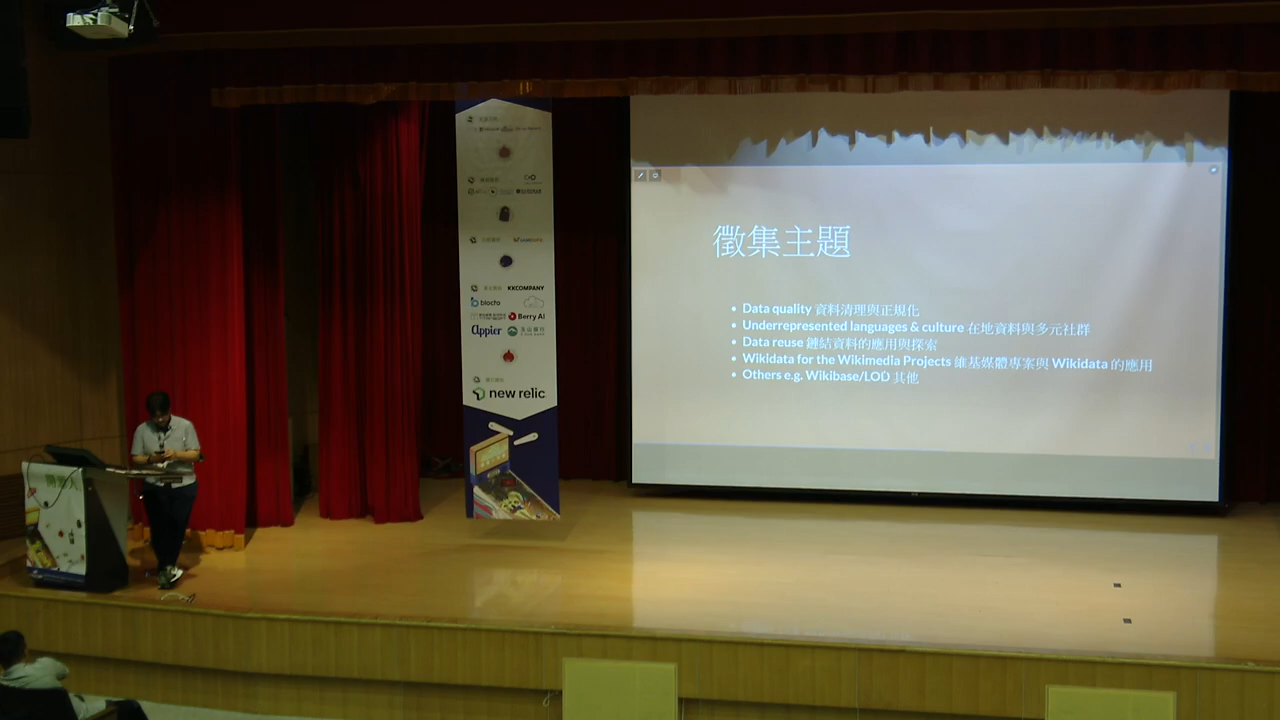 徵集主題
• Data quality 資料清理與正規化
• Underrepresented languages & culture 在地資料與多元社群
• Data reuse 鏈結資料的應用與探索
• Wikidata for the Wikimedia Projects 維基媒體專案與 Wikidata 的應用
• Others e.g. Wikibase/LOD 其他
KKCOMPANY
blocto
Berry AI
Appier
new relic